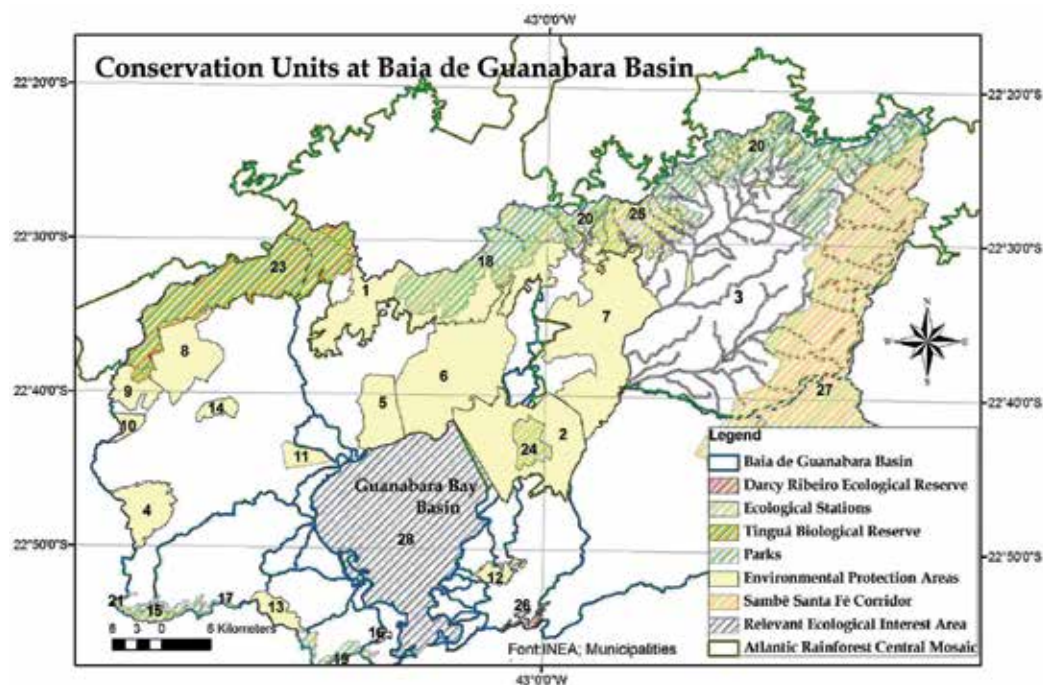 43°0'0"W
Conservation Units at Baia de Guanabara Basin
22°20'0"S
22°20'0"S
20
20
25
22°30'0"S
22°30'0"S
23
18
1
3
7
8
6
22°40'0"S
22°40'0"S
9
5
27
14
10
2
24
11
Legend
Baia de Guanabara Basin
Darcy Ribeiro Ecological Reserve
Ecological Stations
Tinguá Biological Reserve
Parks
Environmental Protection Areas
Sambê Santa Fé Corridor
Relevant Ecological Interest Area
Atlantic Rainforest Central Mosaic
Guanabara Bay
Basin
4
28
22°50'0"S
22°50'0"S
12
21
15
17
13
26
16
19
6 3 0 6 Kilometers
Font:INEA; Municipalities
43°0'0"W
N
S